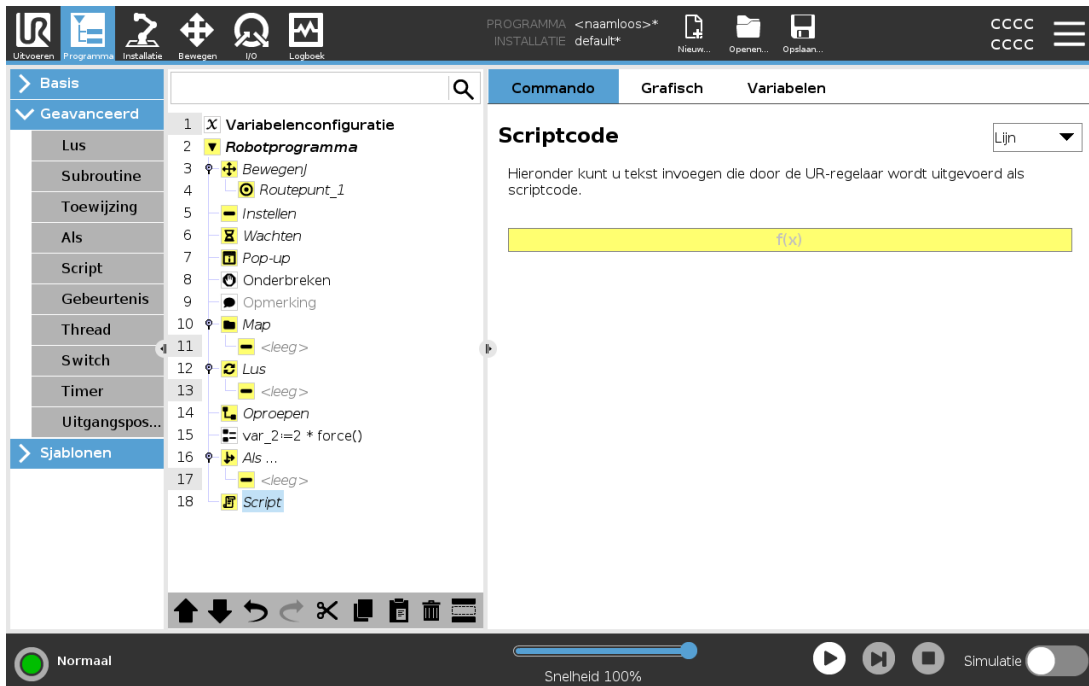 PROGRAMMA <naamloos>*
INSTALLATIE default*
Uitvoeren
Programma
Installatie
Bewegen
I/O
Logboek
Nieuw...
Openen...
Opslaan...
CCCC
CCCC
Basis
Geavanceerd
Lus
Subroutine
Toewijzing
Als
Script
Gebeurtenis
Thread
Switch
Timer
Uitgangspos...
Sjablonen
1 X Variabelenconfiguratie
2 Robotprogramma
3 BewegenJ
4 Routepunt_1
5 Instellen
6 Wachten
7 Pop-up
8 Onderbreken
9 Opmerking
10 Map
11 <leeg>
12 Lus
13 <leeg>
14 Oproepen
15 var_2:=2 * force()
16 Als ...
17 <leeg>
18 Script
Commando
Grafisch
Variabelen
Scriptcode
Lijn
Hieronder kunt u tekst invoegen die door de UR-regelaar wordt uitgevoerd als
scriptcode.
f(x)
Normaal
Snelheid 100%
Simulatie